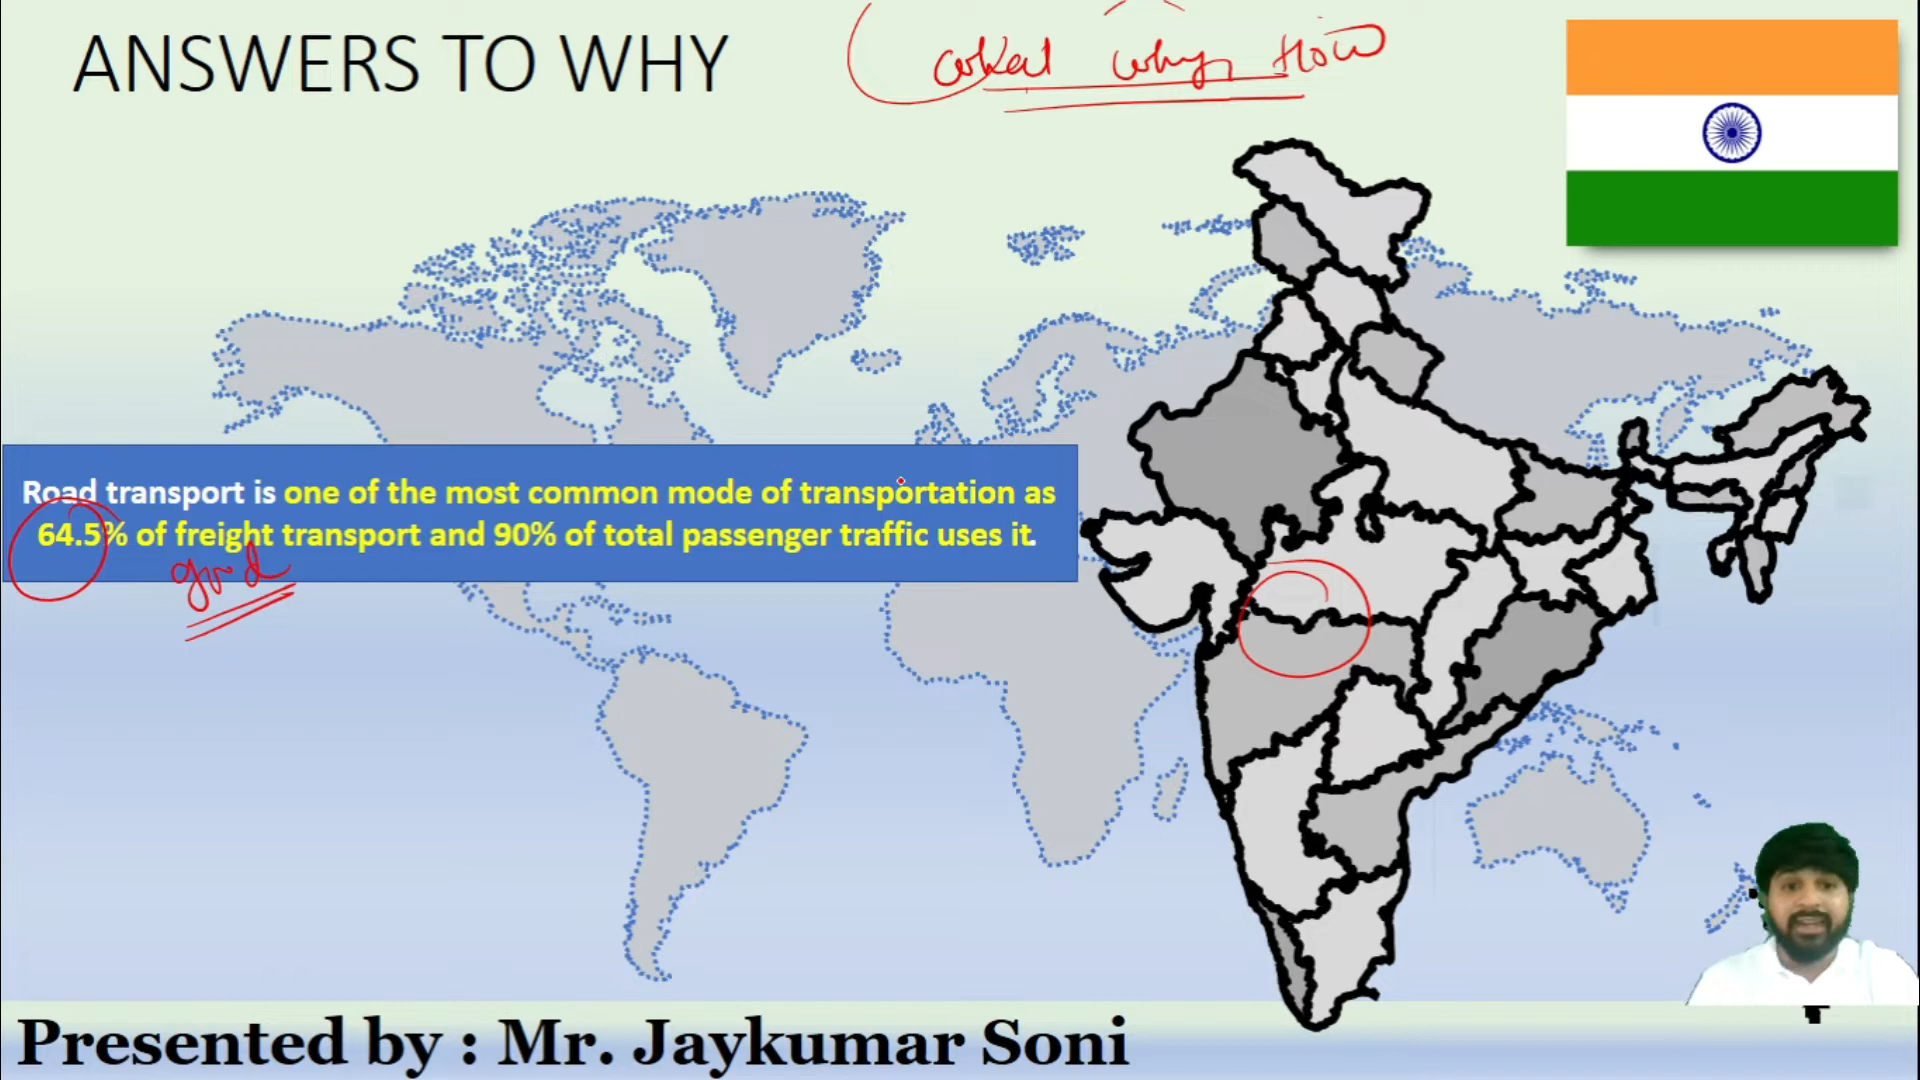 ANSWERS TO WHY
what why How
Road transport is one of the most common mode of transportation as
64.5% of freight transport and 90% of total passenger traffic uses it.
good
Presented by : Mr. Jaykumar Soni